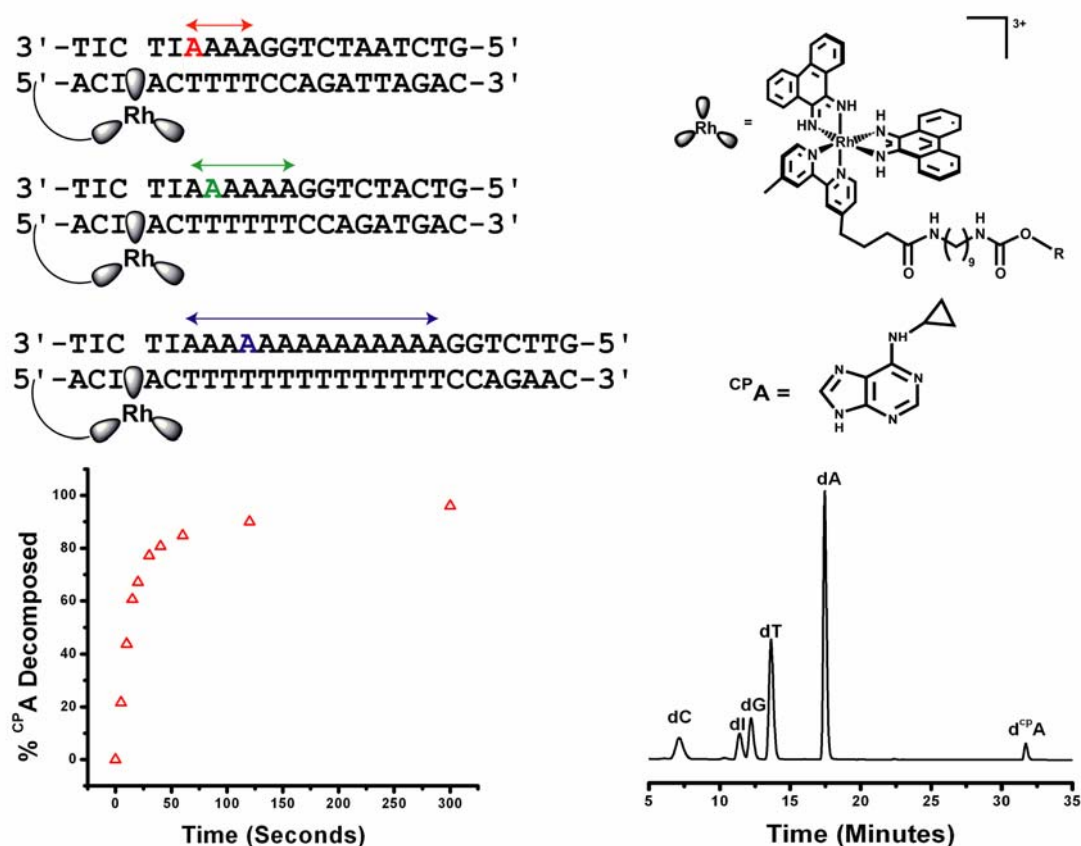 3'-TIC TIAAAAGGTCTAATCTG-5'
5'-ACI ACTTTTCCAGATTAGAC-3'
Rh
3'-TIC TIAAAAAAGGTCTACTG-5'
5'-ACI ACTTTTTTCCAGATGAC-3'
Rh
3'-TIC TIAAAAAAAAAAAAAAGGTCTTG-5'
5'-ACI ACTTTTTTTTTTTTTTCCAGAAC-3'
Rh
3+
Rh =
NH
HN
H
N
Rh
N
H
N
N
N
N
H
N
H
N
O
9
O
O
R
CPA =
NH
N
N
N
H
N
% CPA Decomposed
100
80
60
40
20
0
0 50 100 150 200 250 300
Time (Seconds)
dC
dI
dG
dT
dA
dcpA
5 10 15 20 25 30 35
Time (Minutes)